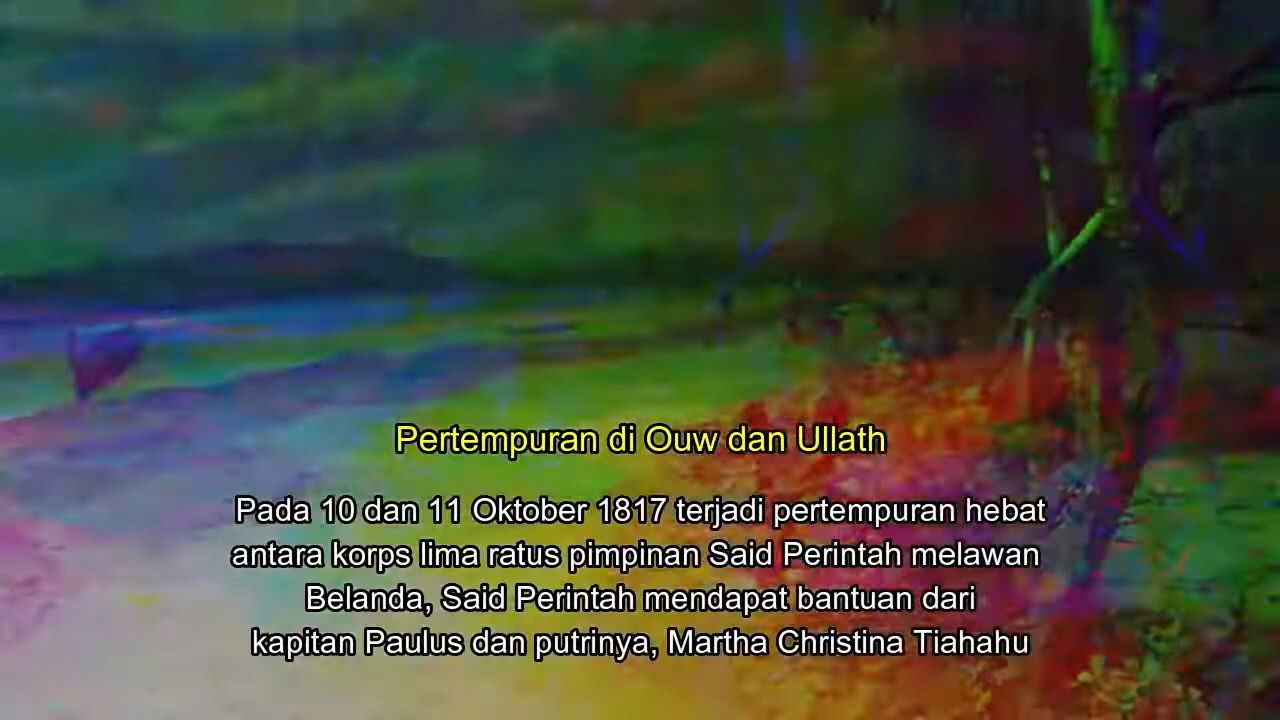 Pertempuran di Ouw dan Ullath
Pada 10 dan 11 Oktober 1817 terjadi pertempuran hebat
antara korps lima ratus pimpinan Said Perintah melawan
Belanda, Said Perintah mendapat bantuan dari
kapitan Paulus dan putrinya, Martha Christina Tiahahu